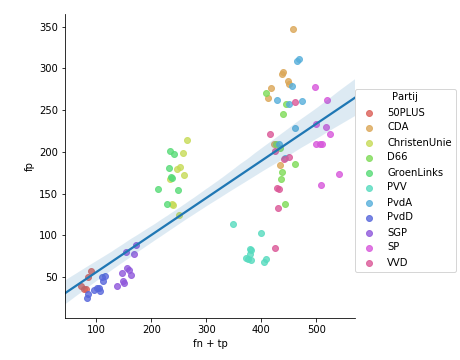 350
300
250
200
150
100
50
fp
100
200
300
400
500
fn + tp
Partij
50PLUS
CDA
ChristenUnie
D66
GroenLinks
PVV
PvdA
PvdD
SGP
SP
VVD